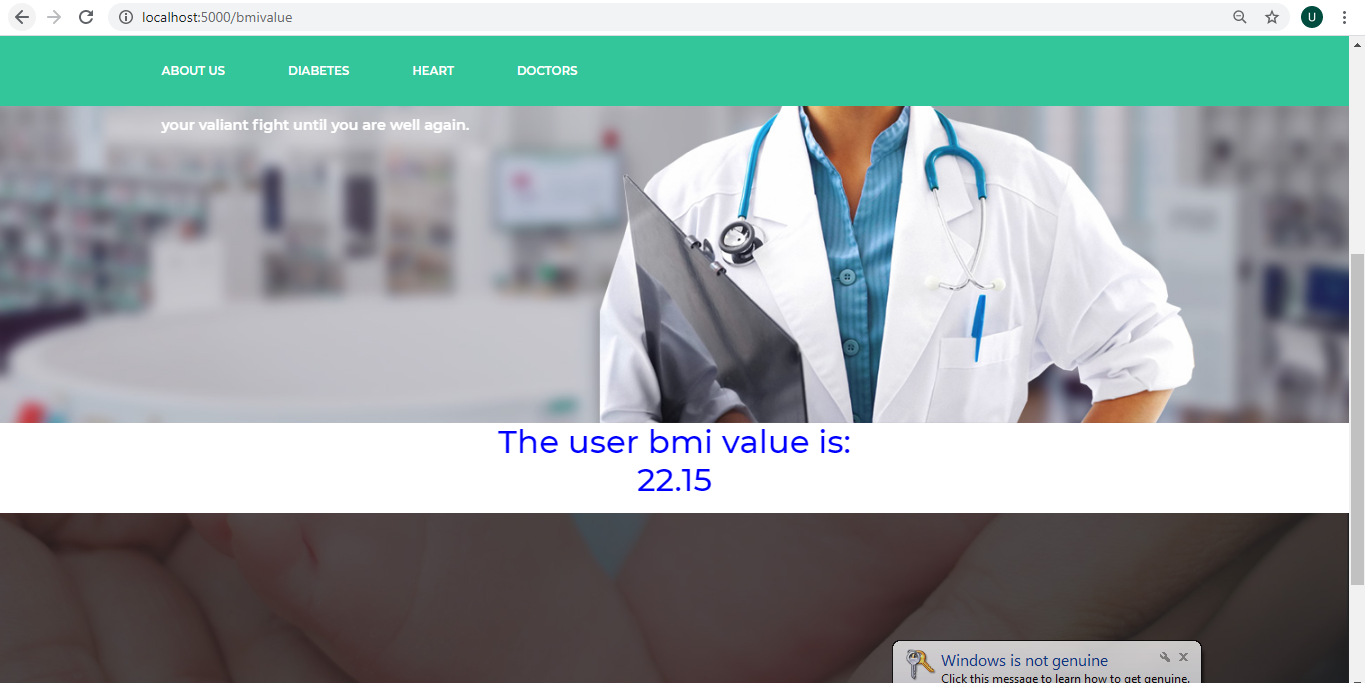 localhost:5000/bmivalue
U
ABOUT US DIABETES HEART DOCTORS
your valiant fight until you are well again.
The user bmi value is:
22.15
Windows is not genuine
Click this message to learn how to get genuine.